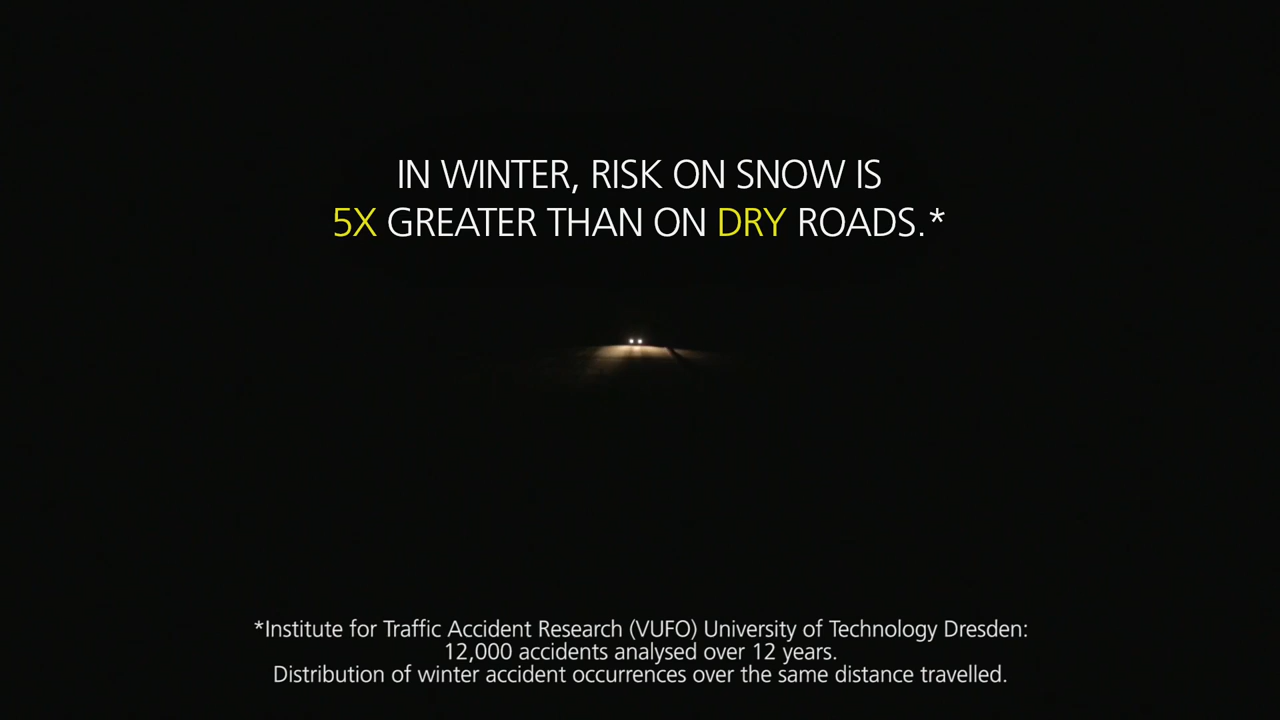 IN WINTER, RISK ON SNOW IS
5X GREATER THAN ON DRY ROADS.*
*Institute for Traffic Accident Research (VUFO) University of Technology Dresden:
12,000 accidents analysed over 12 years.
Distribution of winter accident occurrences over the same distance travelled.